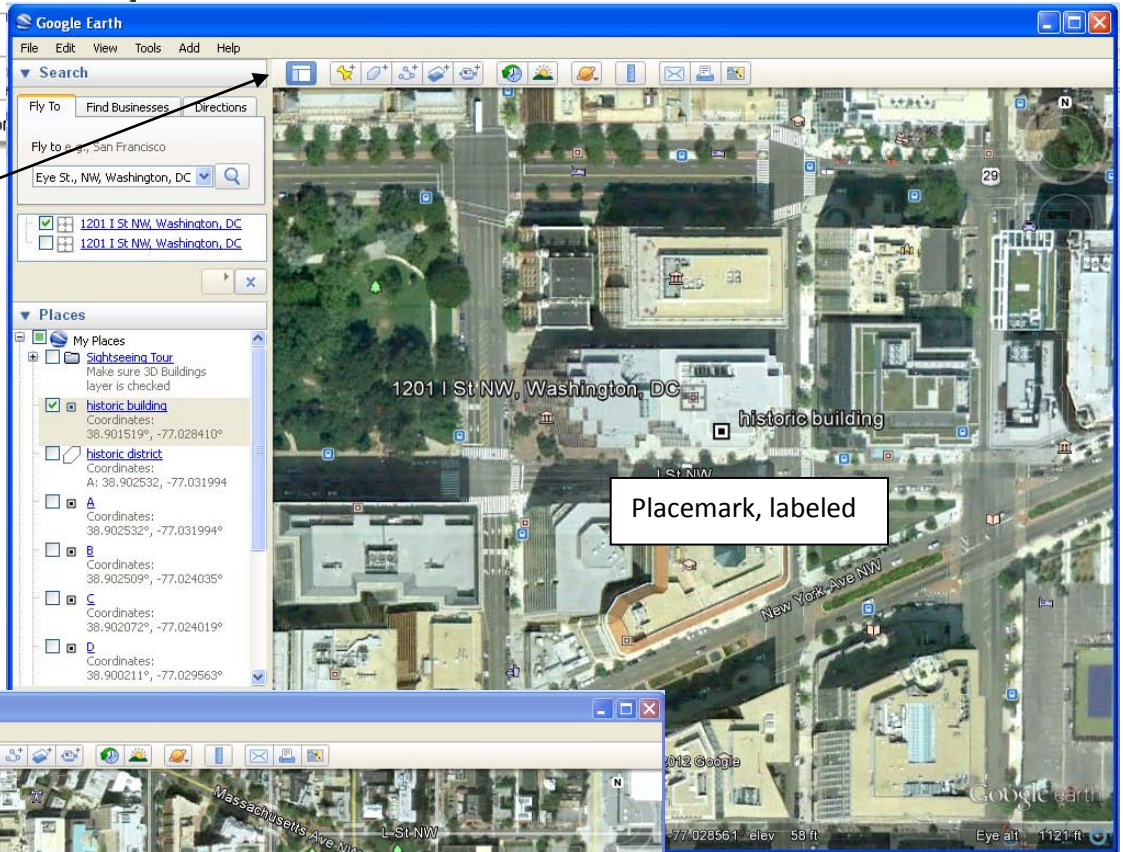 Google Earth
File Edit View Tools Add Help
Search
Fly To Find Businesses Directions
Fly to e.g., San Francisco
Eye St., NW, Washington, DC
1201 I St NW, Washington, DC
1201 I St NW, Washington, DC
Places
My Places
Sightseeing Tour
Make sure 3D Buildings
layer is checked
historic building
Coordinates:
38.901519°, -77.028410°
historic district
Coordinates:
A: 38.902532, -77.031994
A
Coordinates:
38.902532°, -77.031994°
B
Coordinates:
38.902509°, -77.024035°
C
Coordinates:
38.902072°, -77.024019°
D
Coordinates:
38.900211°, -77.029563°
N
29
1201 I St NW, Washington, DC
historic building
I St NW
Placemark, labeled
New York Ave NW
2012 Google
Google earth
-77.028561° elev 58 ft Eye alt 1121 ft
N
Massachusetts Ave NW
L St NW